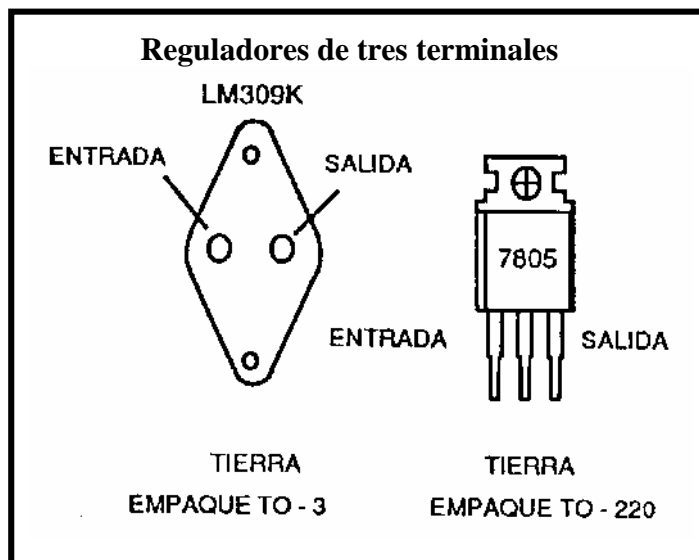 Reguladores de tres terminales
LM309K
ENTRADA
SALIDA
7805
ENTRADA
SALIDA
TIERRA
EMPAQUE TO - 3
TIERRA
EMPAQUE TO - 220